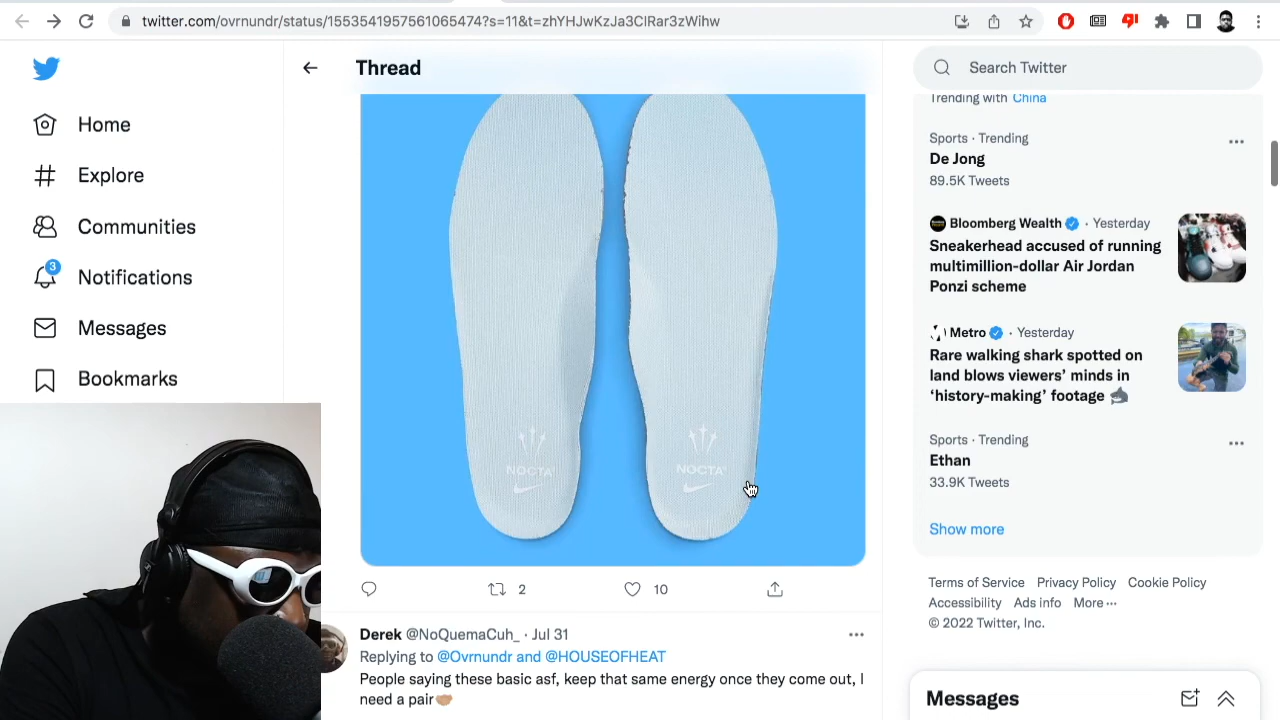 twitter.com/ovrnundr/status/1553541957561065474?s=11&t=zhYHJwKzJa3ClRar3zWihw
Home
Explore
Communities
3
Notifications
Messages
Bookmarks
Thread
NOCTA
NOCTA
2
10
Derek @NoQuemaCuh_ · Jul 31
Replying to @Ovrnundr and @HOUSEOFHEAT
People saying these basic asf, keep that same energy once they come out, I
need a pair🤝🏽
Search Twitter
Trending with China
Sports · Trending
De Jong
89.5K Tweets
Bloomberg Wealth · Yesterday
Sneakerhead accused of running
multimillion-dollar Air Jordan
Ponzi scheme
Metro · Yesterday
Rare walking shark spotted on
land blows viewers’ minds in
‘history-making’ footage 🦈
Sports · Trending
Ethan
33.9K Tweets
Show more
Terms of Service Privacy Policy Cookie Policy
Accessibility Ads info More ···
© 2022 Twitter, Inc.
Messages